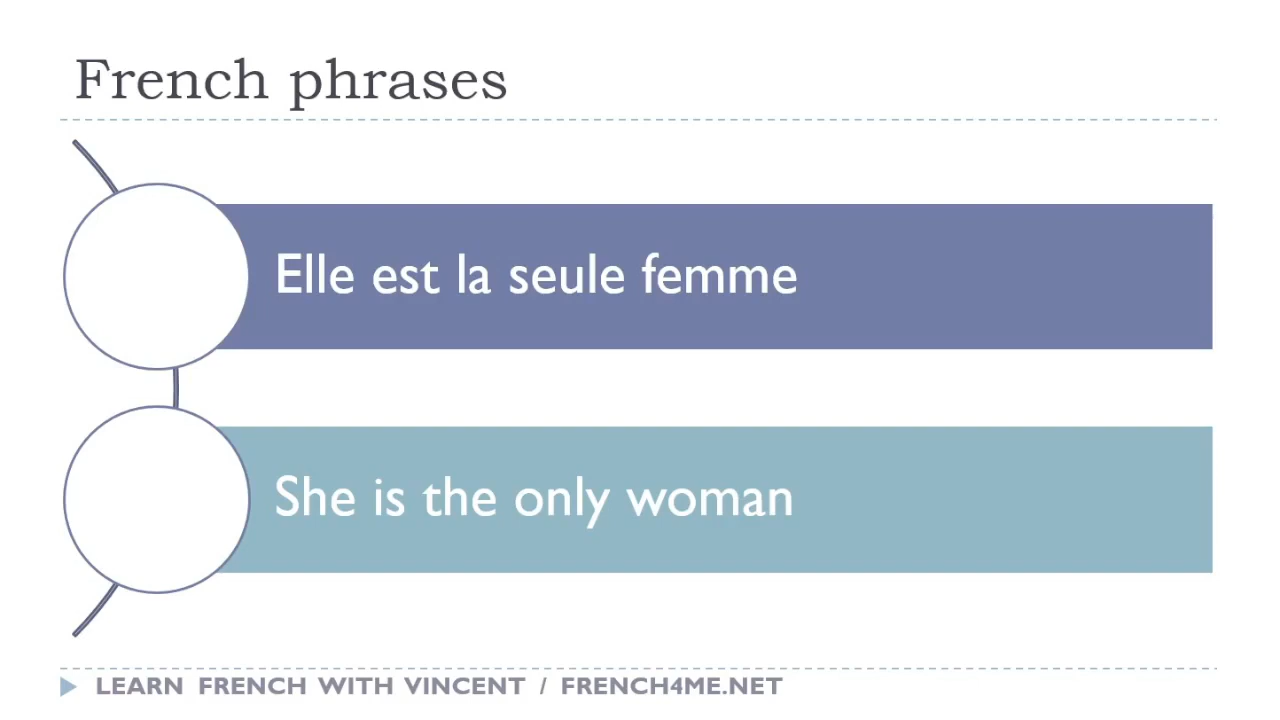 French phrases
Elle est la seule femme
She is the only woman
LEARN FRENCH WITH VINCENT / FRENCH4ME.NET